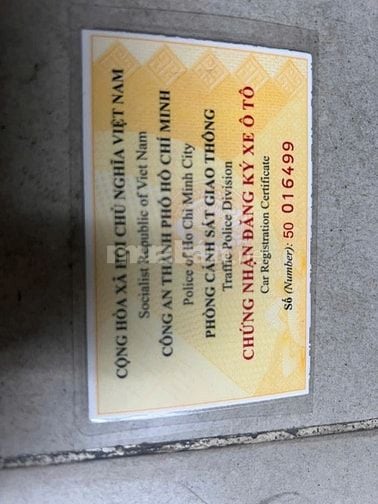 CỘNG HÒA XÃ HỘI CHỦ NGHĨA VIỆT NAM
Socialist Republic of Viet Nam
CÔNG AN THÀNH PHỐ HỒ CHÍ MINH
Police of Ho Chi Minh City
PHÒNG CẢNH SÁT GIAO THÔNG
Traffic Police Division
CHỨNG NHẬN ĐĂNG KÝ XE Ô TÔ
Car Registration Certificate
Số (Number): 50 016499